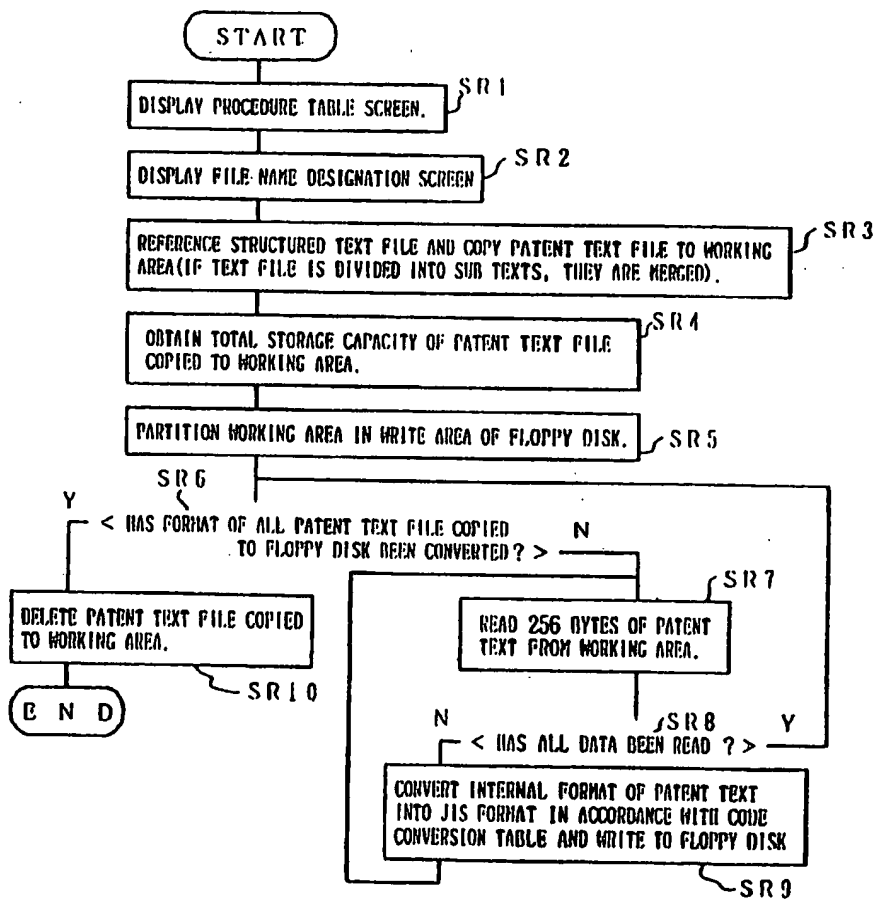 START
DISPLAY PROCEDURE TABLE SCREEN.
SR1
DISPLAY FILE NAME DESIGNATION SCREEN
SR2
REFERENCE STRUCTURED TEXT FILE AND COPY PATENT TEXT FILE TO WORKING
AREA(IF TEXT FILE IS DIVIDED INTO SUB TEXTS, THEY ARE MERGED).
SR3
OBTAIN TOTAL STORAGE CAPACITY OF PATENT TEXT FILE
COPIED TO WORKING AREA.
SR4
PARTITION WORKING AREA IN WRITE AREA OF FLOPPY DISK.
SR5
SR6
Y
< HAS FORMAT OF ALL PATENT TEXT FILE COPIED
TO FLOPPY DISK BEEN CONVERTED ? >
N
DELETE PATENT TEXT FILE COPIED
TO WORKING AREA.
SR10
END
SR7
READ 256 BYTES OF PATENT
TEXT FROM WORKING AREA.
SR8
N
< HAS ALL DATA BEEN READ ? >
Y
CONVERT INTERNAL FORMAT OF PATENT TEXT
INTO JIS FORMAT IN ACCORDANCE WITH CODE
CONVERSION TABLE AND WRITE TO FLOPPY DISK
SR9